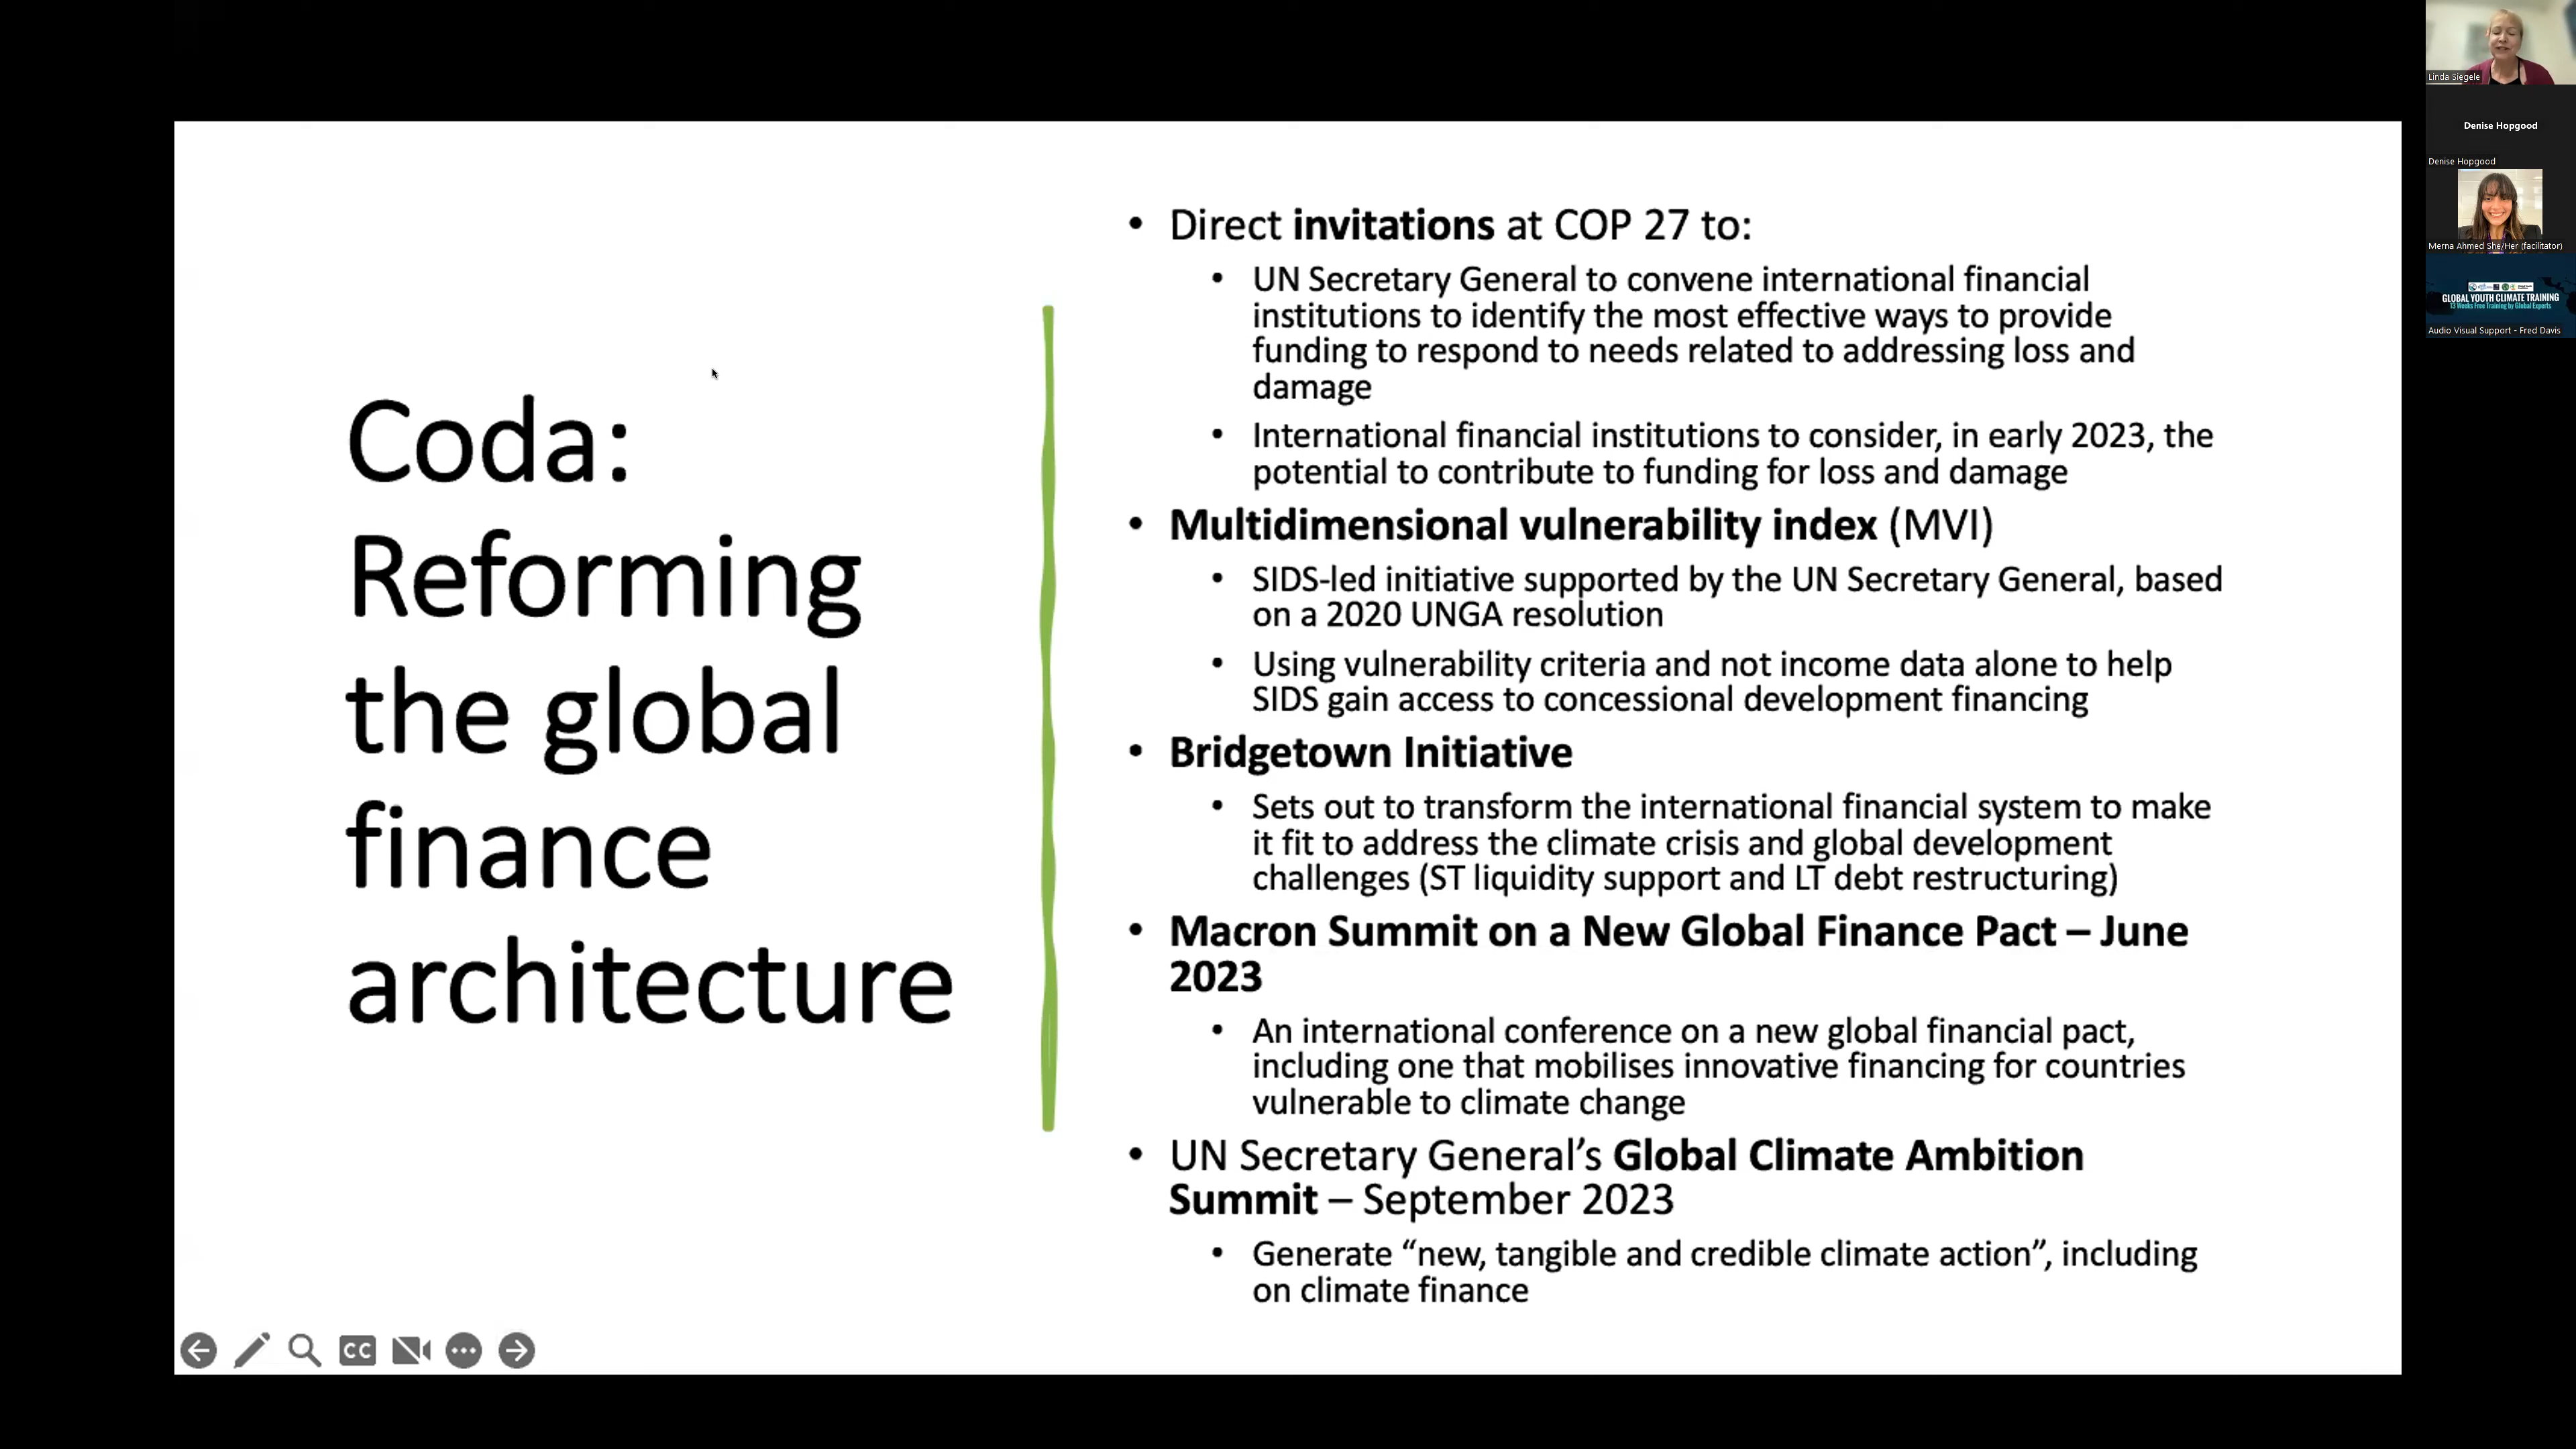 Coda:
Reforming
the global
finance
architecture
• Direct invitations at COP 27 to:
• UN Secretary General to convene international financial
institutions to identify the most effective ways to provide
funding to respond to needs related to addressing loss and
damage
• International financial institutions to consider, in early 2023, the
potential to contribute to funding for loss and damage
• Multidimensional vulnerability index (MVI)
• SIDS-led initiative supported by the UN Secretary General, based
on a 2020 UNGA resolution
• Using vulnerability criteria and not income data alone to help
SIDS gain access to concessional development financing
• Bridgetown Initiative
• Sets out to transform the international financial system to make
it fit to address the climate crisis and global development
challenges (ST liquidity support and LT debt restructuring)
• Macron Summit on a New Global Finance Pact – June
2023
• An international conference on a new global financial pact,
including one that mobilises innovative financing for countries
vulnerable to climate change
• UN Secretary General’s Global Climate Ambition
Summit – September 2023
• Generate “new, tangible and credible climate action”, including
on climate finance
CC
Linda Siegele
Denise Hopgood
Denise Hopgood
Merna Ahmed She/Her (facilitator)
GLOBAL YOUTH CLIMATE TRAINING
13 Weeks Free Training by Global Experts
Audio Visual Support - Fred Davis